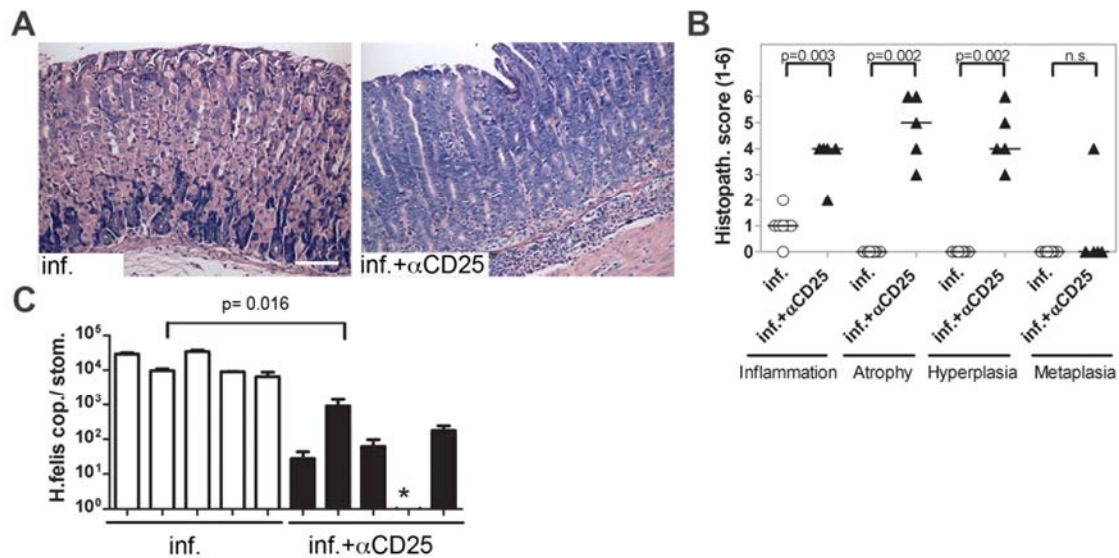 A
inf.
inf.+αCD25
B
Histopath. score (1-6)
6
5
4
3
2
1
0
p=0.003
p=0.002
p=0.002
n.s.
inf.
inf.+αCD25
inf.
inf.+αCD25
inf.
inf.+αCD25
inf.
inf.+αCD25
Inflammation
Atrophy
Hyperplasia
Metaplasia
C
p= 0.016
H.felis cop./ stom.
10⁵
10⁴
10³
10²
10¹
10⁰
*
inf.
inf.+αCD25